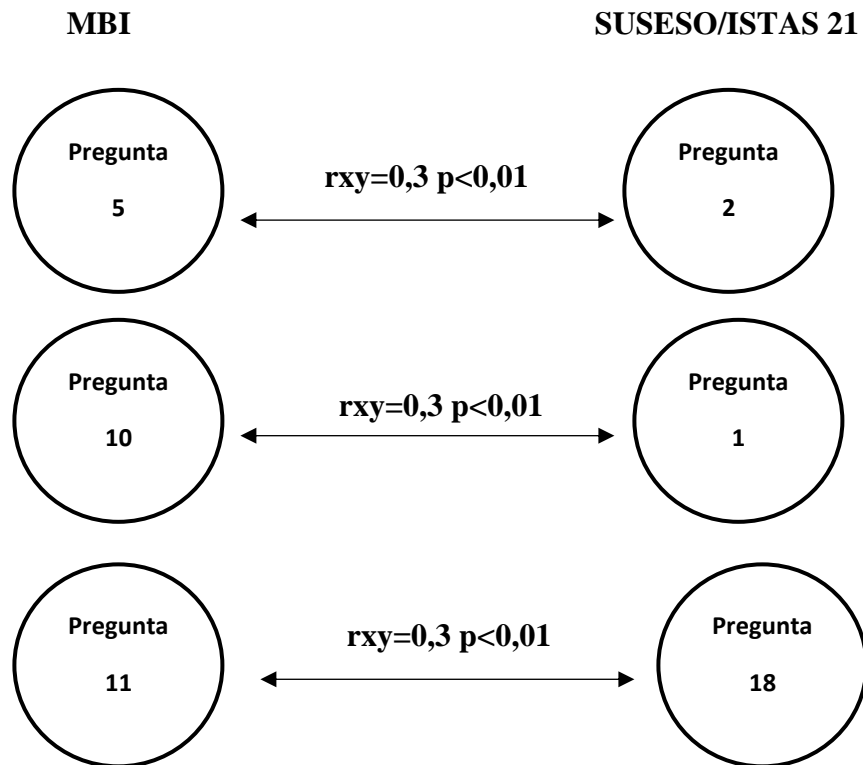 MBI
SUSESO/ISTAS 21
Pregunta
5
rxy=0,3 p<0,01
Pregunta
2
Pregunta
10
rxy=0,3 p<0,01
Pregunta
1
Pregunta
11
rxy=0,3 p<0,01
Pregunta
18